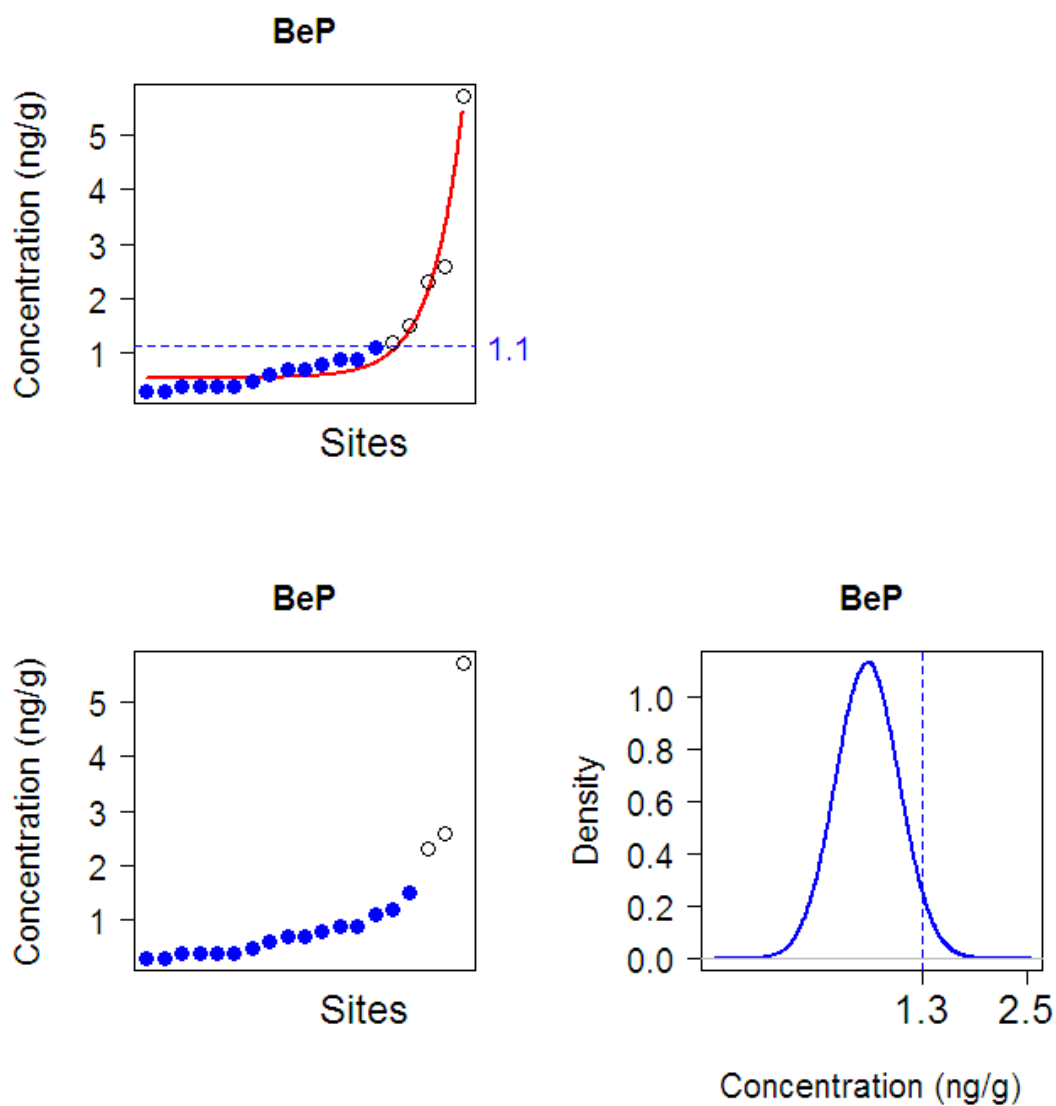 BeP
Concentration (ng/g)
5
4
3
2
1
1.1
Sites
BeP
Concentration (ng/g)
5
4
3
2
1
Sites
BeP
Density
1.0
0.8
0.6
0.4
0.2
0.0
1.3 2.5
Concentration (ng/g)